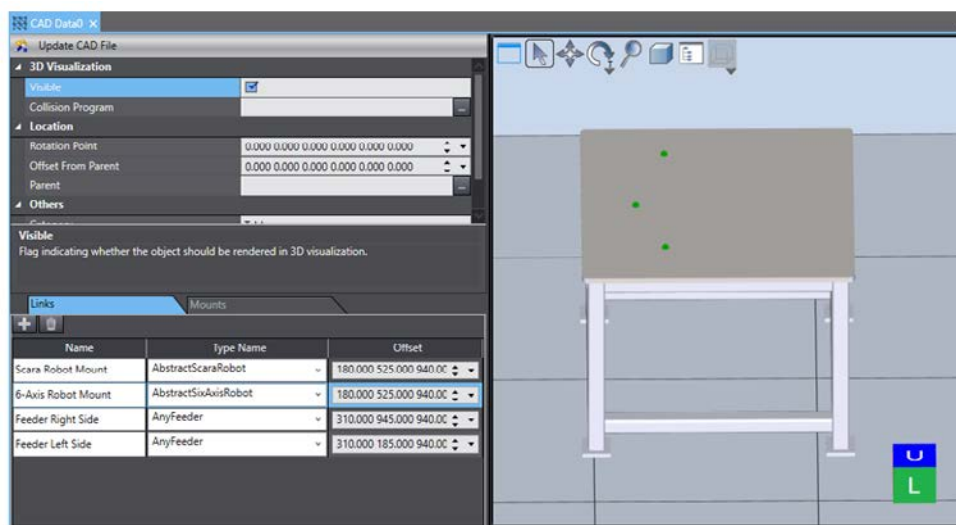 CAD Data0 ×
Update CAD File
3D Visualization
Visible
Collision Program
...
Location
Rotation Point 0.000 0.000 0.000 0.000 0.000 0.000
Offset From Parent 0.000 0.000 0.000 0.000 0.000 0.000
Parent
...
Others
Visible
Flag indicating whether the object should be rendered in 3D visualization.
Links Mounts
Name Type Name Offset
Scara Robot Mount AbstractScaraRobot 180.000 525.000 940.00
6-Axis Robot Mount AbstractSixAxisRobot 180.000 525.000 940.00
Feeder Right Side AnyFeeder 310.000 945.000 940.00
Feeder Left Side AnyFeeder 310.000 185.000 940.00
U
L